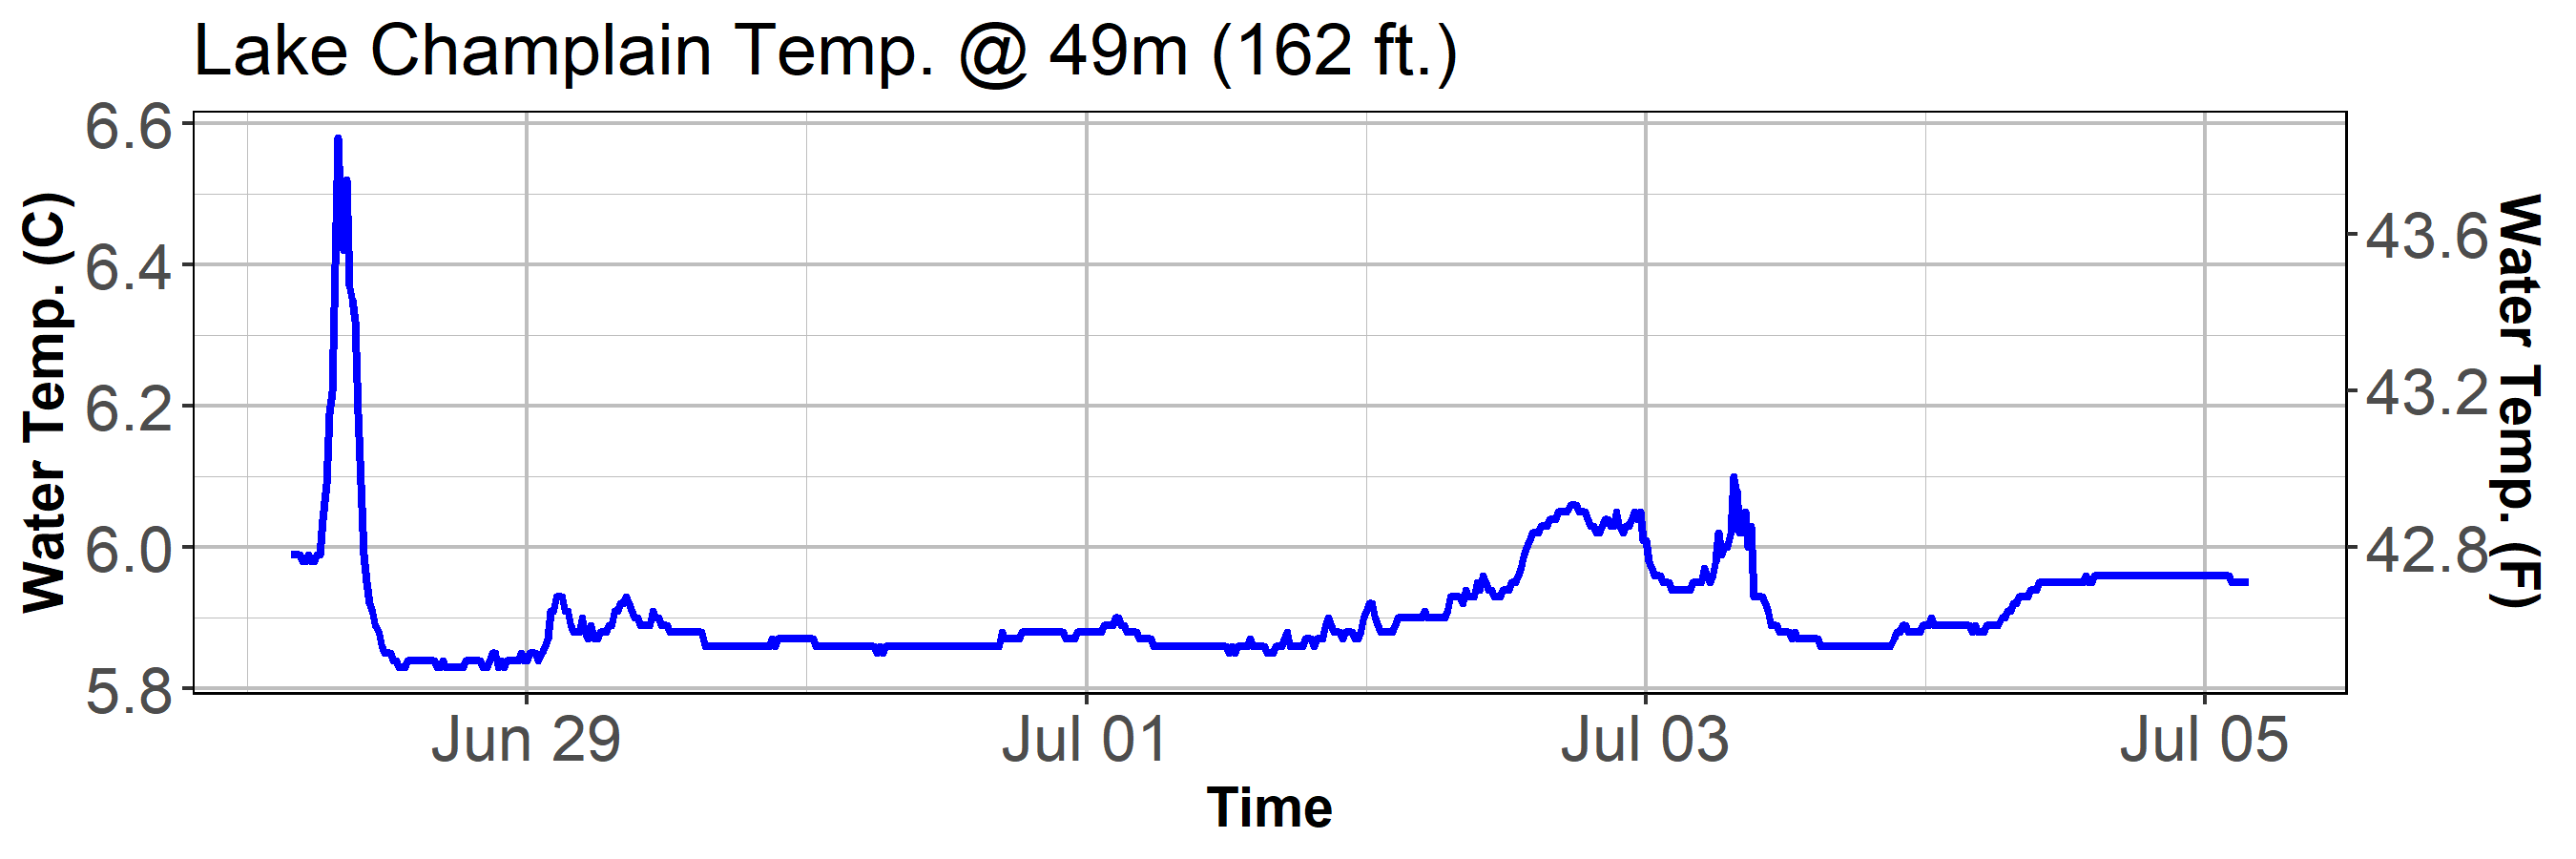 Lake Champlain Temp. @ 49m (162 ft.)
Water Temp. (C)
6.6
6.4
6.2
6.0
5.8
43.6
43.2
42.8
Water Temp. (F)
Jun 29 Jul 01 Jul 03 Jul 05
Time